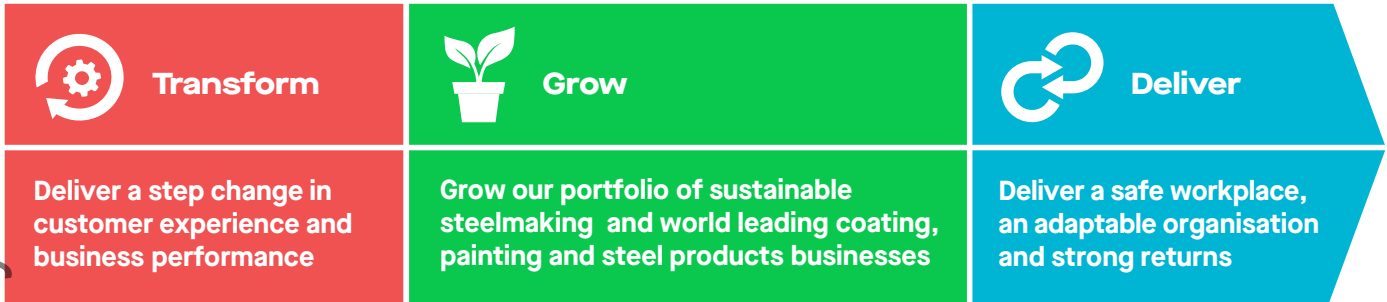 Transform
Deliver a step change in
customer experience and
business performance
Grow
Grow our portfolio of sustainable
steelmaking  and world leading coating,
painting and steel products businesses
Deliver
Deliver a safe workplace,
an adaptable organisation
and strong returns